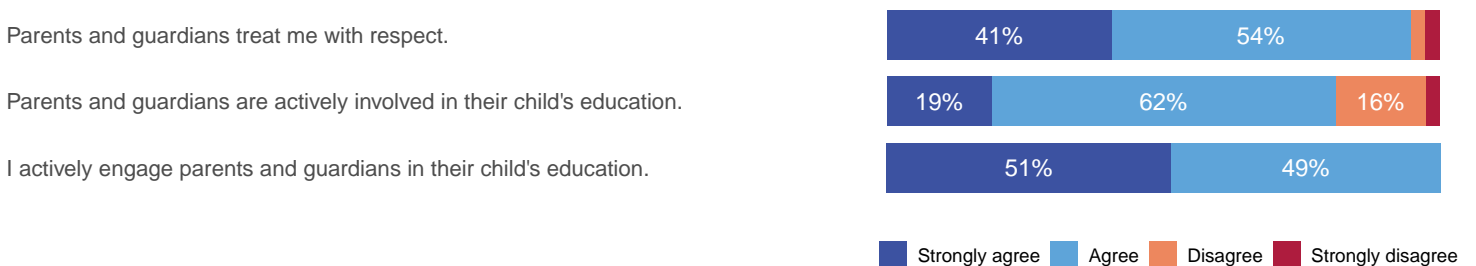 Parents and guardians treat me with respect. 41% 54%
Parents and guardians are actively involved in their child's education. 19% 62% 16%
I actively engage parents and guardians in their child's education. 51% 49%
Strongly agree Agree Disagree Strongly disagree